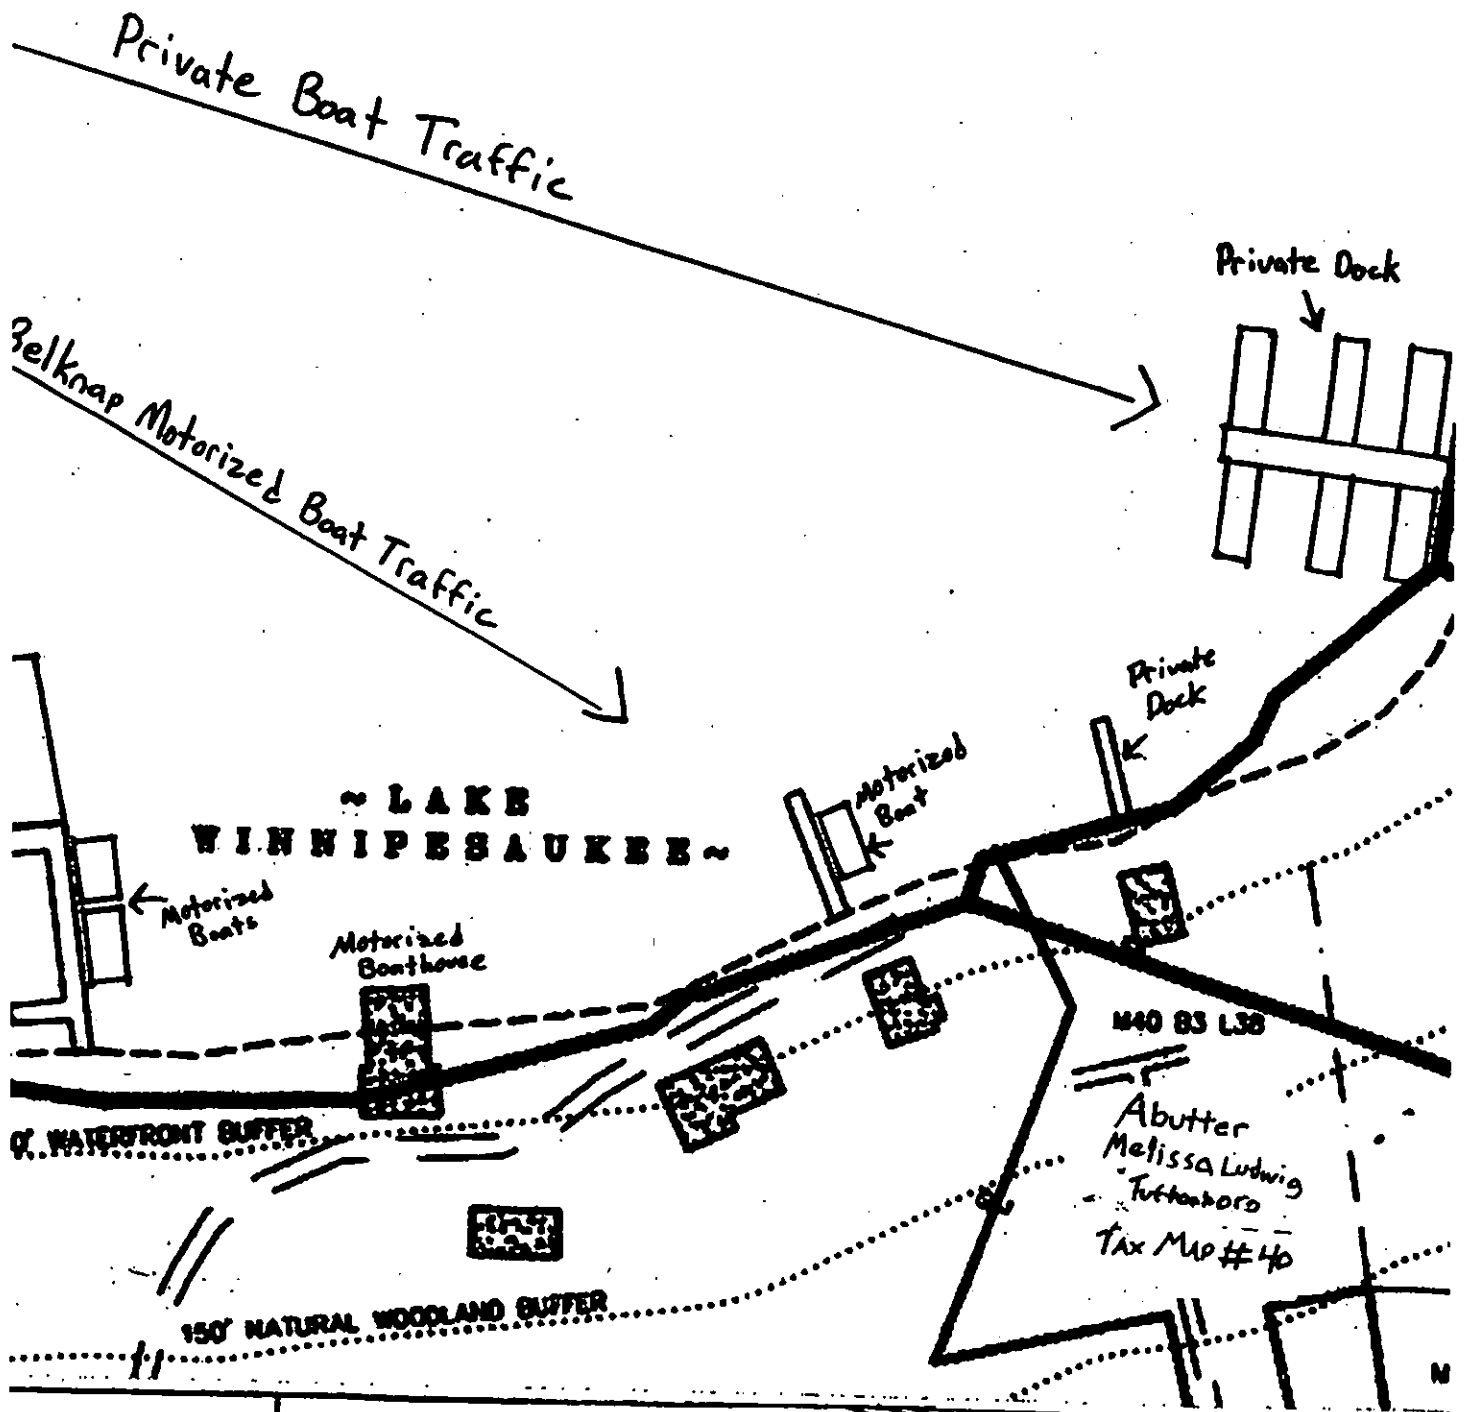 Private Boat Traffic
Private Dock
Belknap Motorized Boat Traffic
Private
Dock
Motorized
Boat
~ LAKE
WINNIPESAUKEE ~
Motorized
Boats
Motorized
Boathouse
M40 B3 L38
0' WATERFRONT BUFFER
Abutter
Melissa Ludwig
Tuftonboro
TAX MAP #40
150' NATURAL WOODLAND BUFFER
M